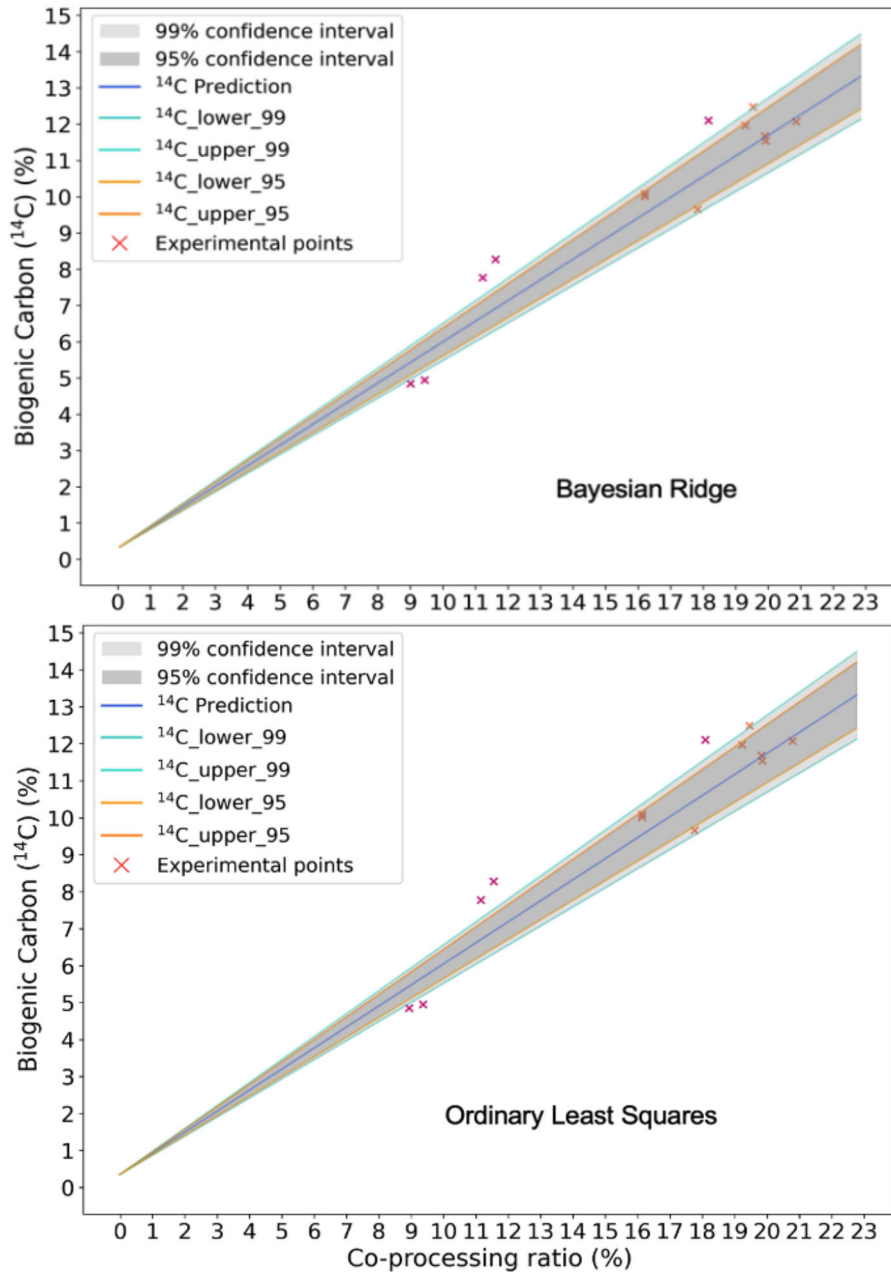 15
14
13
12
11
10
9
8
7
6
5
4
3
2
1
0
Biogenic Carbon (¹⁴C) (%)
99% confidence interval
95% confidence interval
¹⁴C Prediction
¹⁴C_lower_99
¹⁴C_upper_99
¹⁴C_lower_95
¹⁴C_upper_95
Experimental points
Bayesian Ridge
0 1 2 3 4 5 6 7 8 9 10 11 12 13 14 15 16 17 18 19 20 21 22 23
15
14
13
12
11
10
9
8
7
6
5
4
3
2
1
0
Biogenic Carbon (¹⁴C) (%)
99% confidence interval
95% confidence interval
¹⁴C Prediction
¹⁴C_lower_99
¹⁴C_upper_99
¹⁴C_lower_95
¹⁴C_upper_95
Experimental points
Ordinary Least Squares
0 1 2 3 4 5 6 7 8 9 10 11 12 13 14 15 16 17 18 19 20 21 22 23
Co-processing ratio (%)